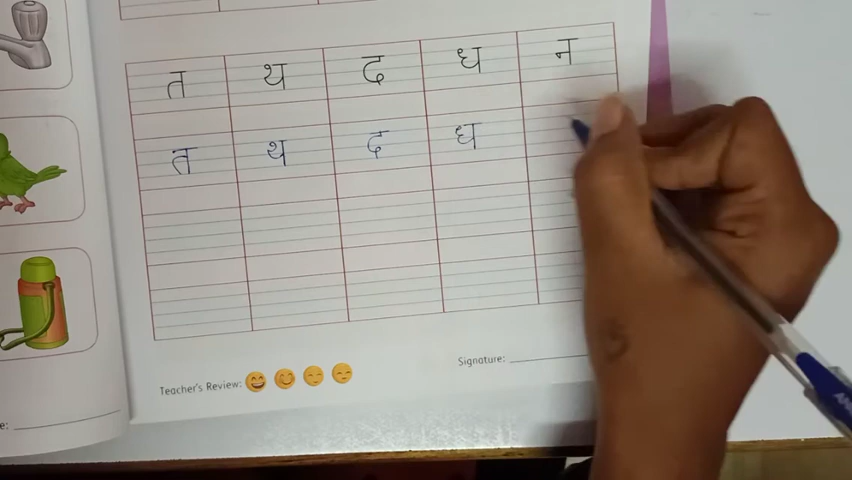 त थ द ध न
त थ द ध
Teacher's Review:
Signature:
e: